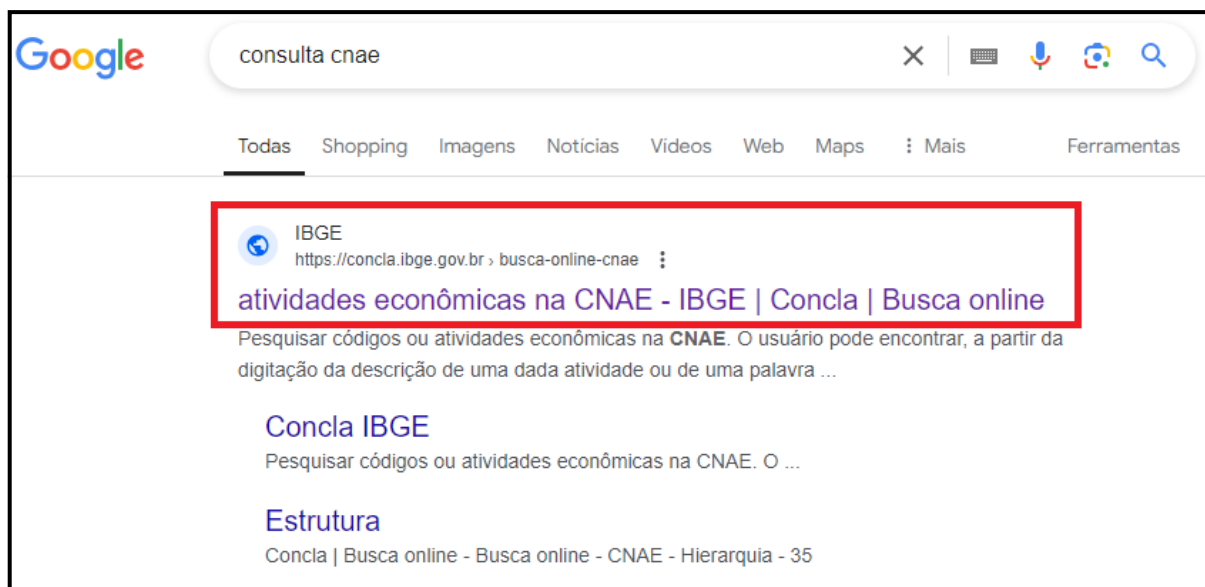 Google
consulta cnae
Todas Shopping Imagens Notícias Vídeos Web Maps Mais Ferramentas
IBGE
https://concla.ibge.gov.br › busca-online-cnae
atividades econômicas na CNAE - IBGE | Concla | Busca online
Pesquisar códigos ou atividades econômicas na CNAE. O usuário pode encontrar, a partir da
digitação da descrição de uma dada atividade ou de uma palavra ...
Concla IBGE
Pesquisar códigos ou atividades econômicas na CNAE. O ...
Estrutura
Concla | Busca online - Busca online - CNAE - Hierarquia - 35